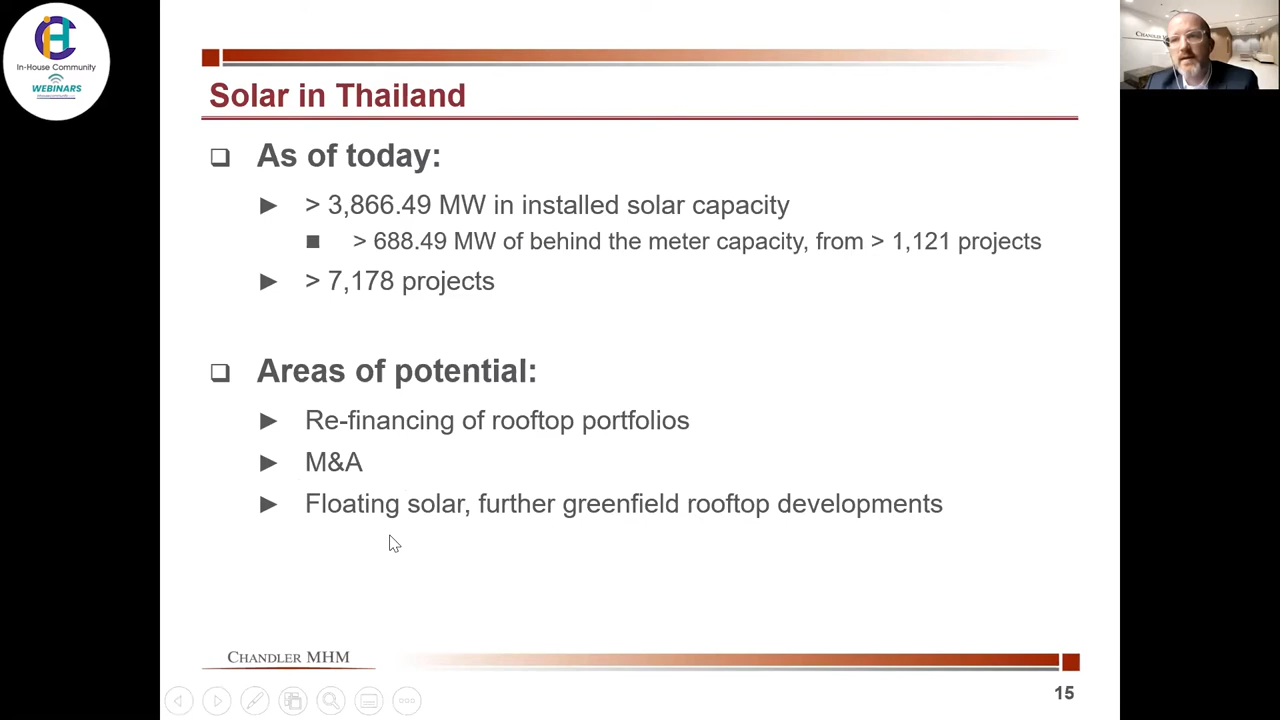 In-House Community
WEBINARS
CHANDLER M
Solar in Thailand
As of today:
> 3,866.49 MW in installed solar capacity
> 688.49 MW of behind the meter capacity, from > 1,121 projects
> 7,178 projects
Areas of potential:
Re-financing of rooftop portfolios
M&A
Floating solar, further greenfield rooftop developments
CHANDLER MHM
15